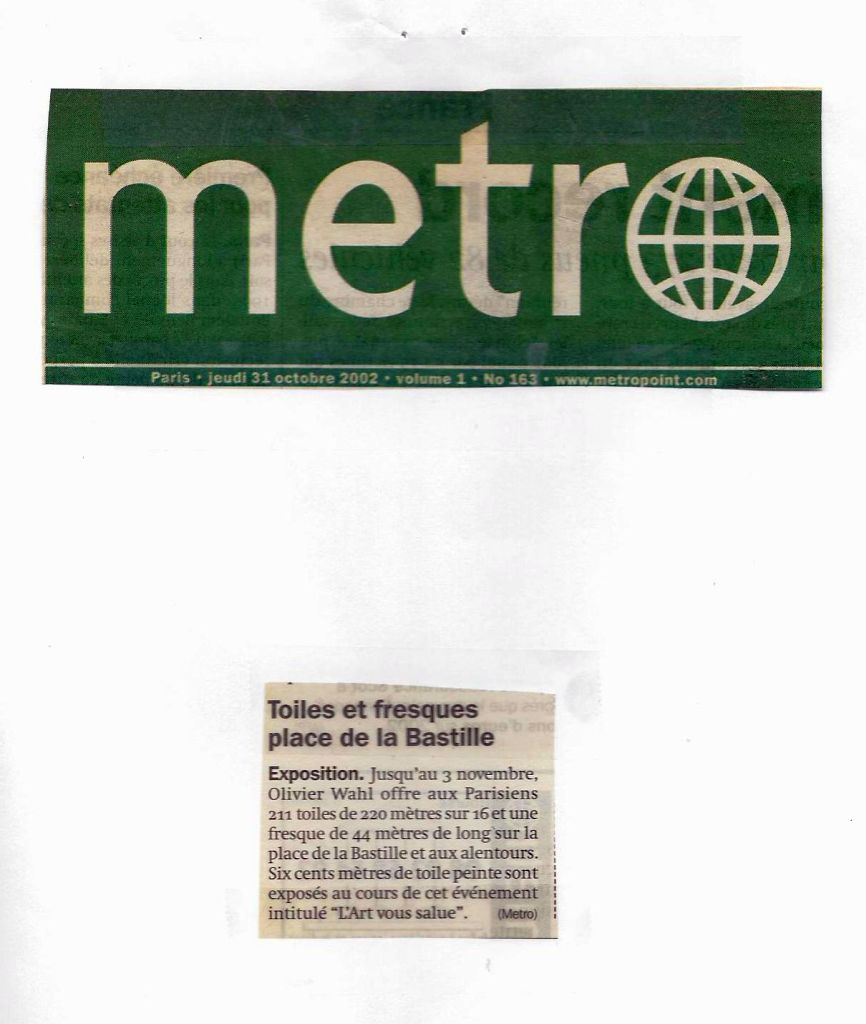 metro
Paris • jeudi 31 octobre 2002 • volume 1 • No 163 • www.metropoint.com
Toiles et fresques
place de la Bastille
Exposition. Jusqu'au 3 novembre,
Olivier Wahl offre aux Parisiens
211 toiles de 220 mètres sur 16 et une
fresque de 44 mètres de long sur la
place de la Bastille et aux alentours.
Six cents mètres de toile peinte sont
exposés au cours de cet événement
intitulé "L'Art vous salue". (Metro)